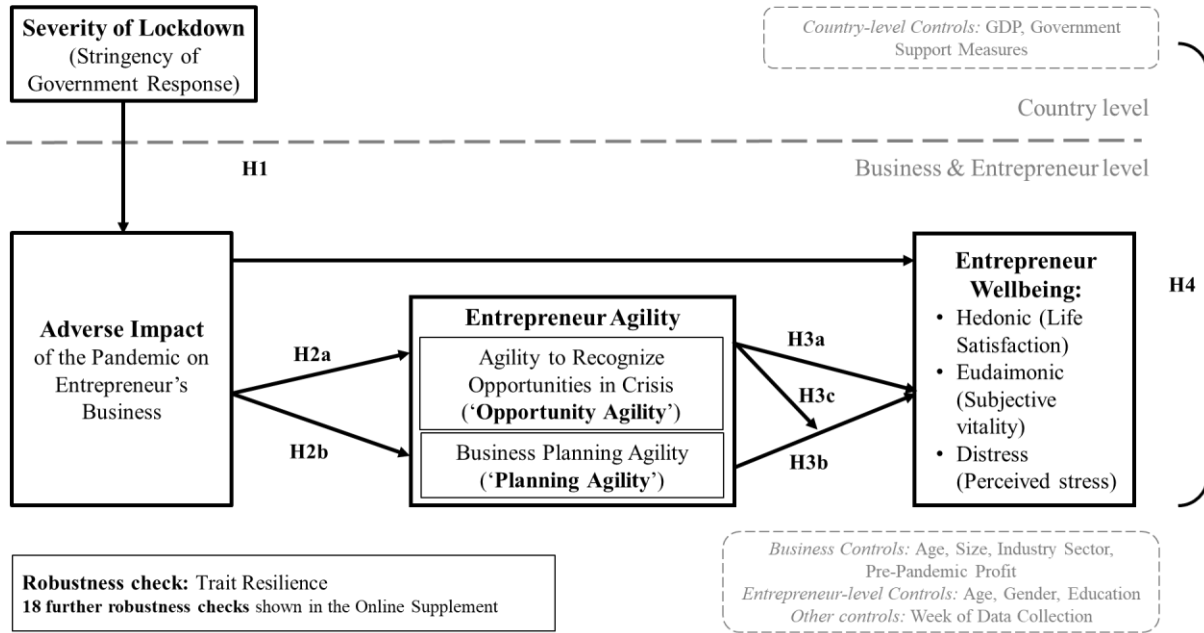 Severity of Lockdown
(Stringency of
Government Response)
Country-level Controls: GDP, Government
Support Measures
Country level
H1
Business & Entrepreneur level
Adverse Impact
of the Pandemic on
Entrepreneur's
Business
H2a
H2b
Entrepreneur Agility
Agility to Recognize
Opportunities in Crisis
('Opportunity Agility')
Business Planning Agility
('Planning Agility')
H3a
H3c
H3b
Entrepreneur
Wellbeing:
• Hedonic (Life
Satisfaction)
• Eudaimonic
(Subjective
vitality)
• Distress
(Perceived stress)
H4
Robustness check: Trait Resilience
18 further robustness checks shown in the Online Supplement
Business Controls: Age, Size, Industry Sector,
Pre-Pandemic Profit
Entrepreneur-level Controls: Age, Gender, Education
Other controls: Week of Data Collection